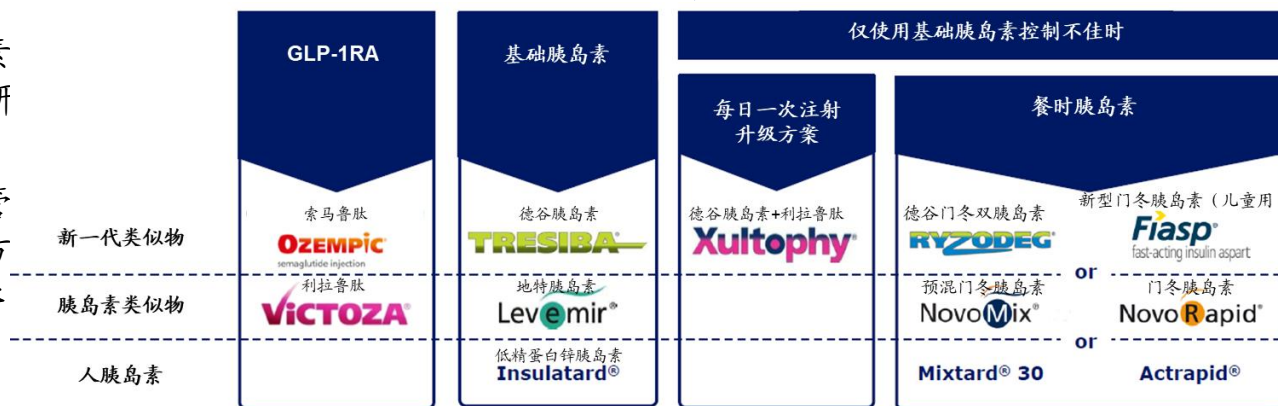 GLP-1RA
基础胰岛素
仅使用基础胰岛素控制不佳时
每日一次注射
升级方案
餐时胰岛素
新一代类似物
索马鲁肽
OZEMPIC®
semaglutide injection
德谷胰岛素
TRESIBA®
德谷胰岛素+利拉鲁肽
Xultophy®
德谷门冬双胰岛素
RYZODEG®
新型门冬胰岛素（儿童用
Fiasp®
fast-acting insulin aspart
or
胰岛素类似物
利拉鲁肽
VICTOZA®
地特胰岛素
Levemir®
预混门冬胰岛素
NovoMix®
门冬胰岛素
NovoRapid®
or
人胰岛素
低精蛋白锌胰岛素
Insulatard®
Mixtard® 30
Actrapid®
素